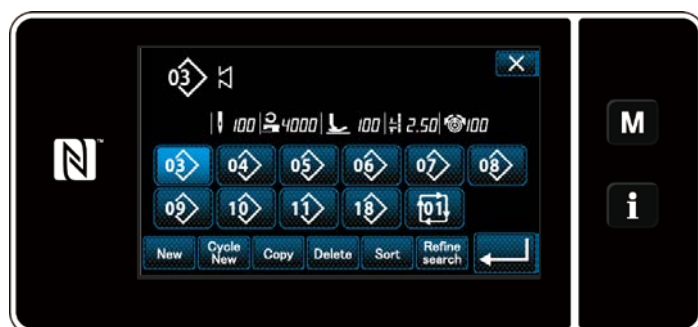 03
100 4000 100 2.50 100
03 04 05 06 07 08
09 10 11 18 01
New Cycle New Copy Delete Sort Refine search
M
i